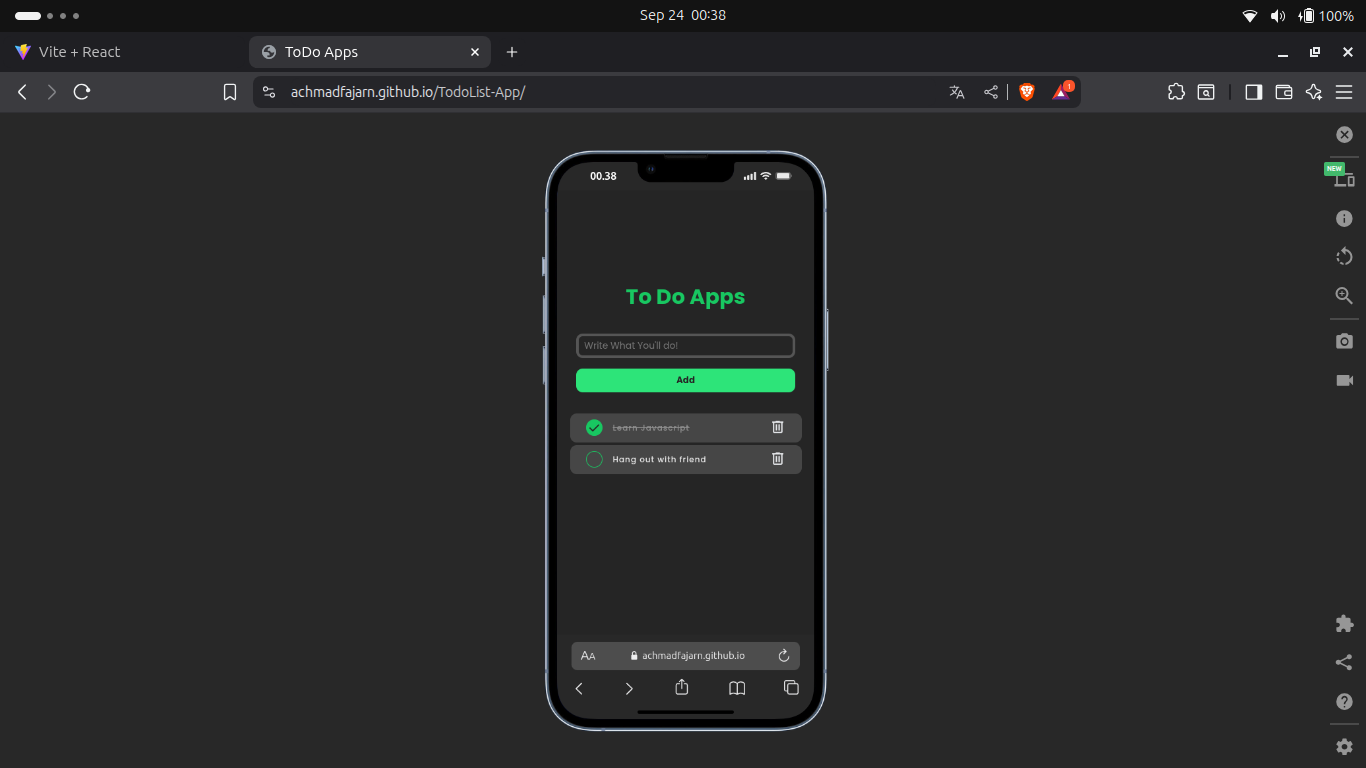 Sep 24 00:38
100%
Vite + React
ToDo Apps
achmadfajarn.github.io/TodoList-App/
1
NEW
00.38
To Do Apps
Write What You'll do!
Add
Learn Javascript
Hang out with friend
AA
achmadfajarn.github.io